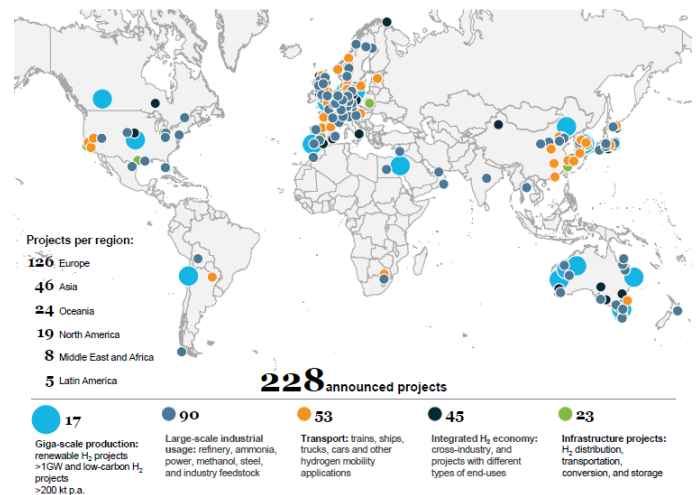 Projects per region:
126 Europe
46 Asia
24 Oceania
19 North America
8 Middle East and Africa
5 Latin America
228 announced projects
17
Giga-scale production:
renewable H₂ projects
>1GW and low-carbon H₂
projects
>200 kt p.a.
90
Large-scale industrial
usage: refinery, ammonia,
power, methanol, steel,
and industry feedstock
53
Transport: trains, ships,
trucks, cars and other
hydrogen mobility
applications
45
Integrated H₂ economy:
cross-industry, and
projects with different
types of end-uses
23
Infrastructure projects:
H₂ distribution,
transportation,
conversion, and storage